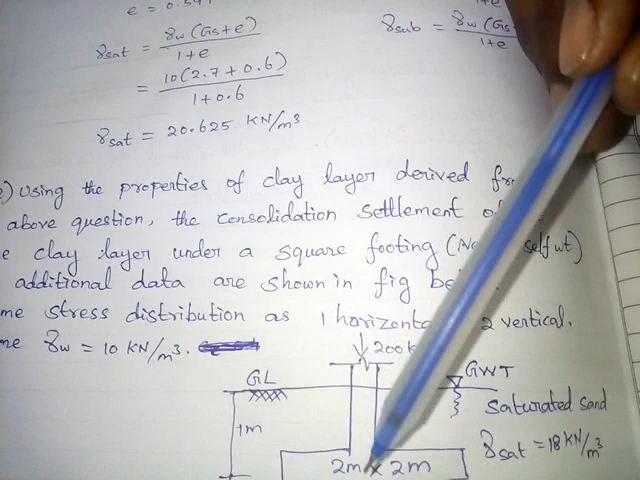 e = 0.597
γsat = γw (Gs+e) / 1+e
γsub = γw (Gs / 1+e
= 10(2.7+0.6) / 1+0.6
γsat = 20.625 KN/m³
) Using the properties of clay layer derived
above question, the consolidation settlement
clay layer under a square footing selfwt)
additional data are shown in fig
stress distribution as 1 2 vertical.
γw = 10 KN/m³.
200
GL
GWT
saturated sand
1m
γsat = 18 KN/m³
2m x 2m